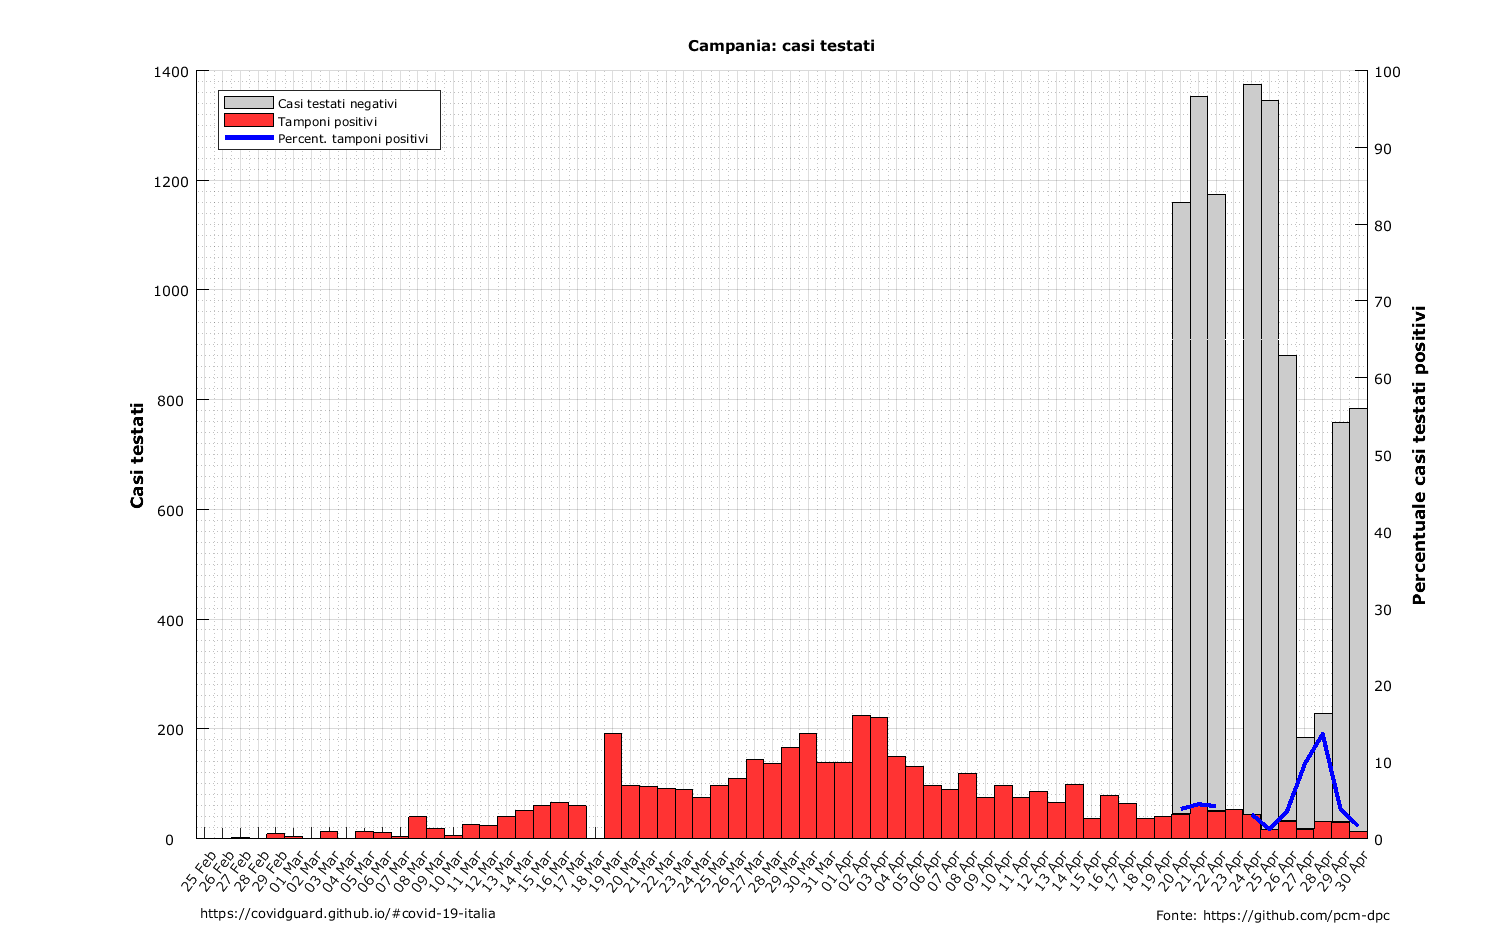 Campania: casi testati
Casi testati negativi
Tamponi positivi
Percent. tamponi positivi
Casi testati
1400
1200
1000
800
600
400
200
0
100
90
80
70
60
50
40
30
20
10
0
Percentuale casi testati positivi
25 Feb
26 Feb
27 Feb
28 Feb
29 Feb
01 Mar
02 Mar
03 Mar
04 Mar
05 Mar
06 Mar
07 Mar
08 Mar
09 Mar
10 Mar
11 Mar
12 Mar
13 Mar
14 Mar
15 Mar
16 Mar
17 Mar
18 Mar
19 Mar
20 Mar
21 Mar
22 Mar
23 Mar
24 Mar
25 Mar
26 Mar
27 Mar
28 Mar
29 Mar
30 Mar
31 Mar
01 Apr
02 Apr
03 Apr
04 Apr
05 Apr
06 Apr
07 Apr
08 Apr
09 Apr
10 Apr
11 Apr
12 Apr
13 Apr
14 Apr
15 Apr
16 Apr
17 Apr
18 Apr
19 Apr
20 Apr
21 Apr
22 Apr
23 Apr
24 Apr
25 Apr
26 Apr
27 Apr
28 Apr
29 Apr
30 Apr
https://covidguard.github.io/#covid-19-italia
Fonte: https://github.com/pcm-dpc